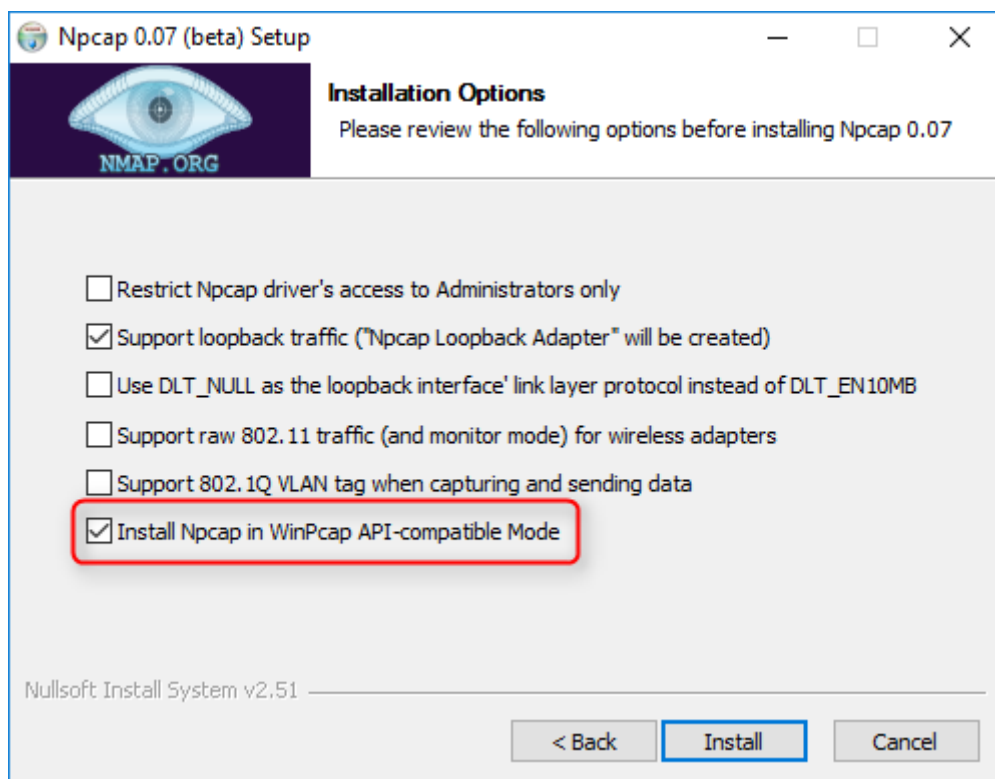 Npcap 0.07 (beta) Setup
NMAP.ORG
Installation Options
Please review the following options before installing Npcap 0.07
Restrict Npcap driver's access to Administrators only
Support loopback traffic ("Npcap Loopback Adapter" will be created)
Use DLT_NULL as the loopback interface' link layer protocol instead of DLT_EN10MB
Support raw 802.11 traffic (and monitor mode) for wireless adapters
Support 802.1Q VLAN tag when capturing and sending data
Install Npcap in WinPcap API-compatible Mode
Nullsoft Install System v2.51
< Back Install Cancel